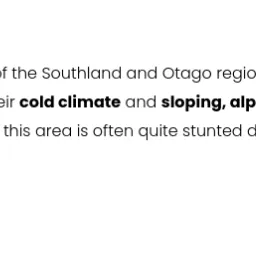 of the Southland and Otago regio
eir cold climate and sloping, alp
this area is often quite stunted d